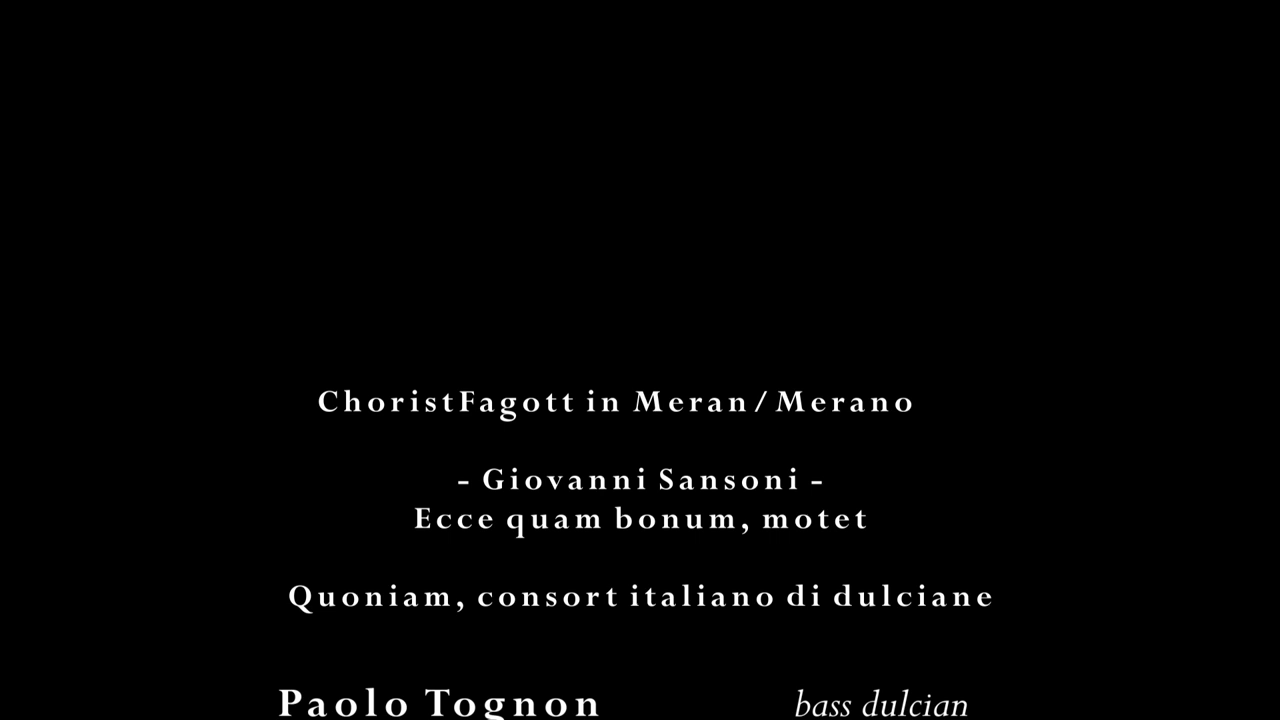 ChoristFagott in Meran/Merano
- Giovanni Sansoni -
Ecce quam bonum, motet
Quoniam, consort italiano di dulciane
Paolo Tognon bass dulcian